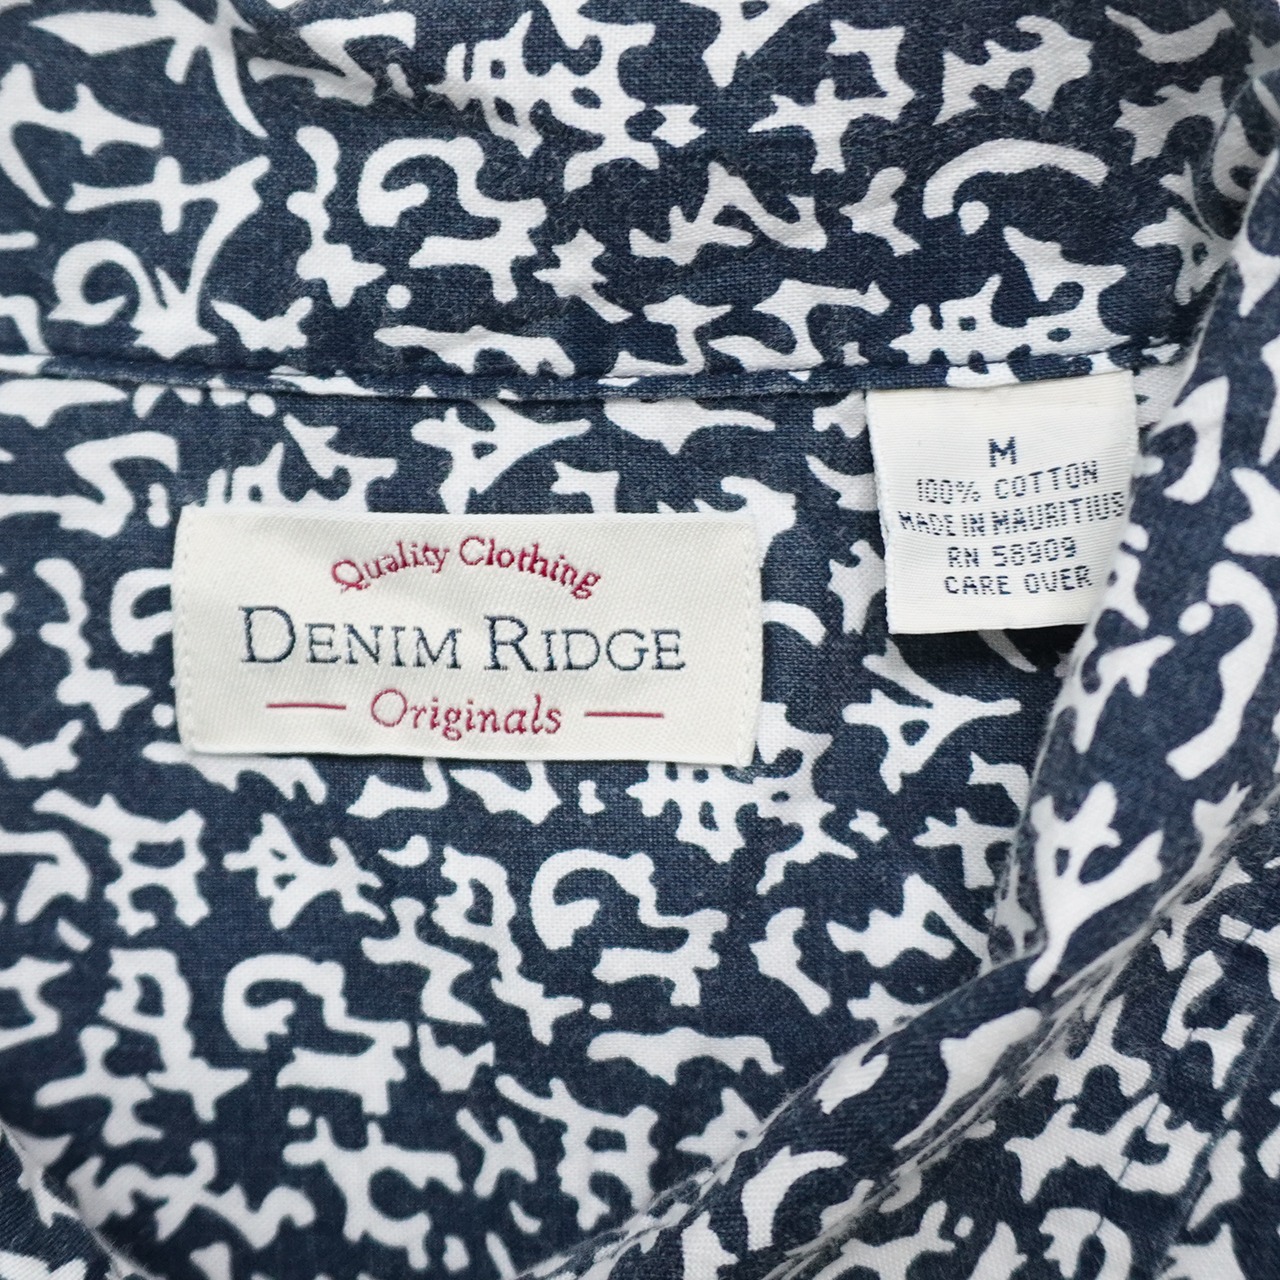 Quality Clothing
DENIM RIDGE
Originals
M
100% COTTON
MADE IN MAURITIUS
RN 58909
CARE OVER